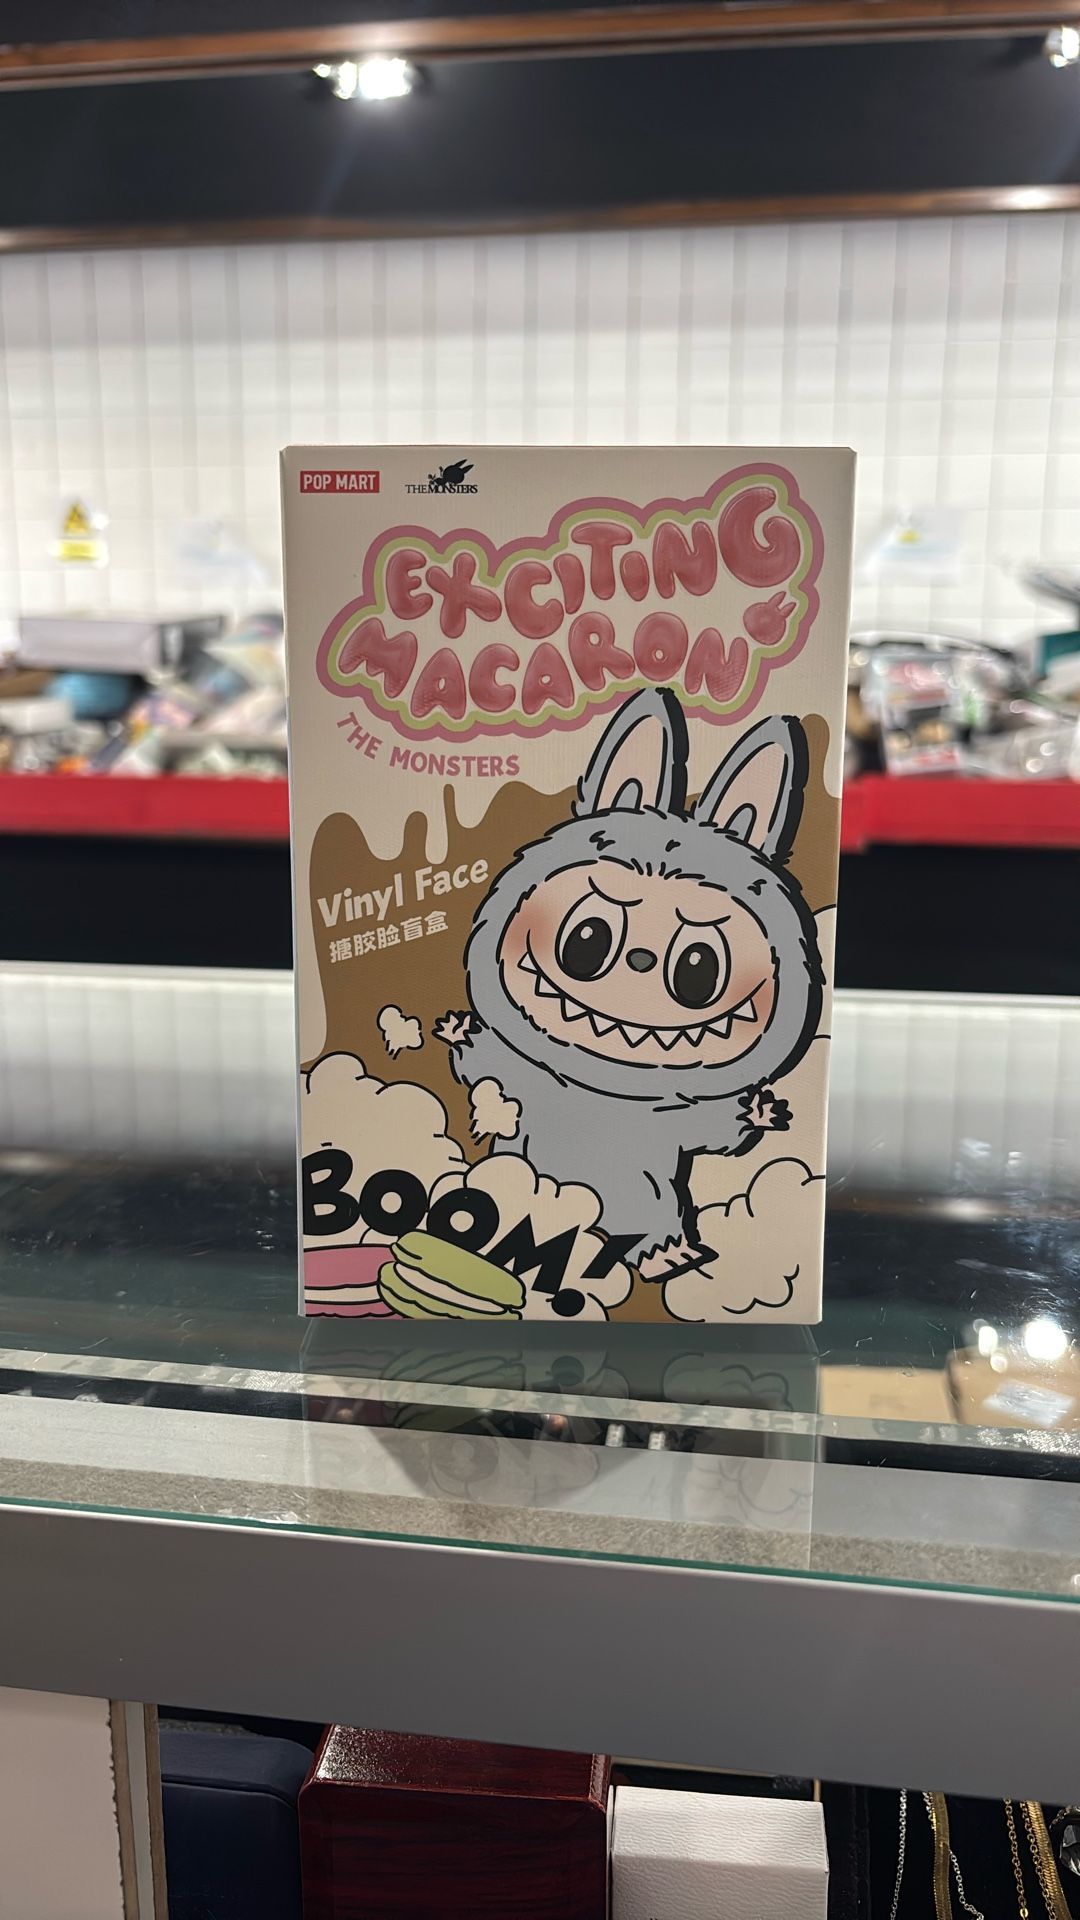 POP MART
THE MONSTERS
EXCITING
MACARON
THE MONSTERS
Vinyl Face
搪胶脸盲盒
BOOM!